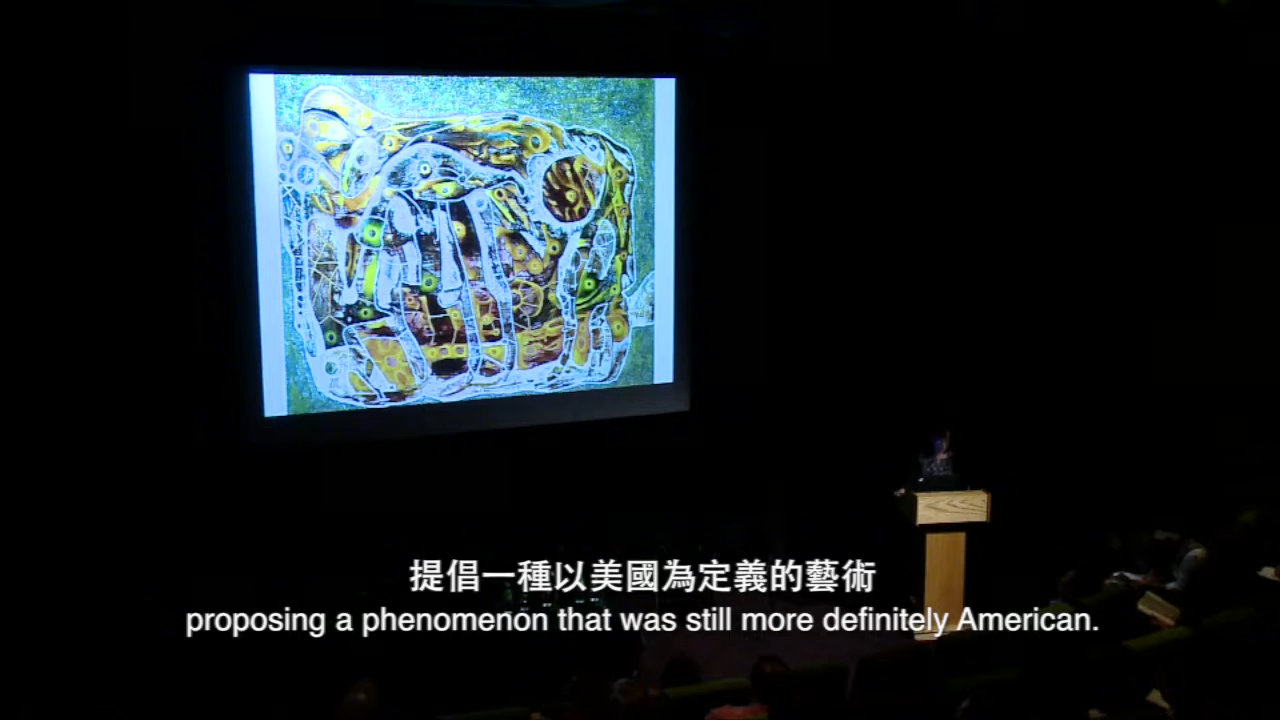 提倡一種以美國為定義的藝術
proposing a phenomenon that was still more definitely American.